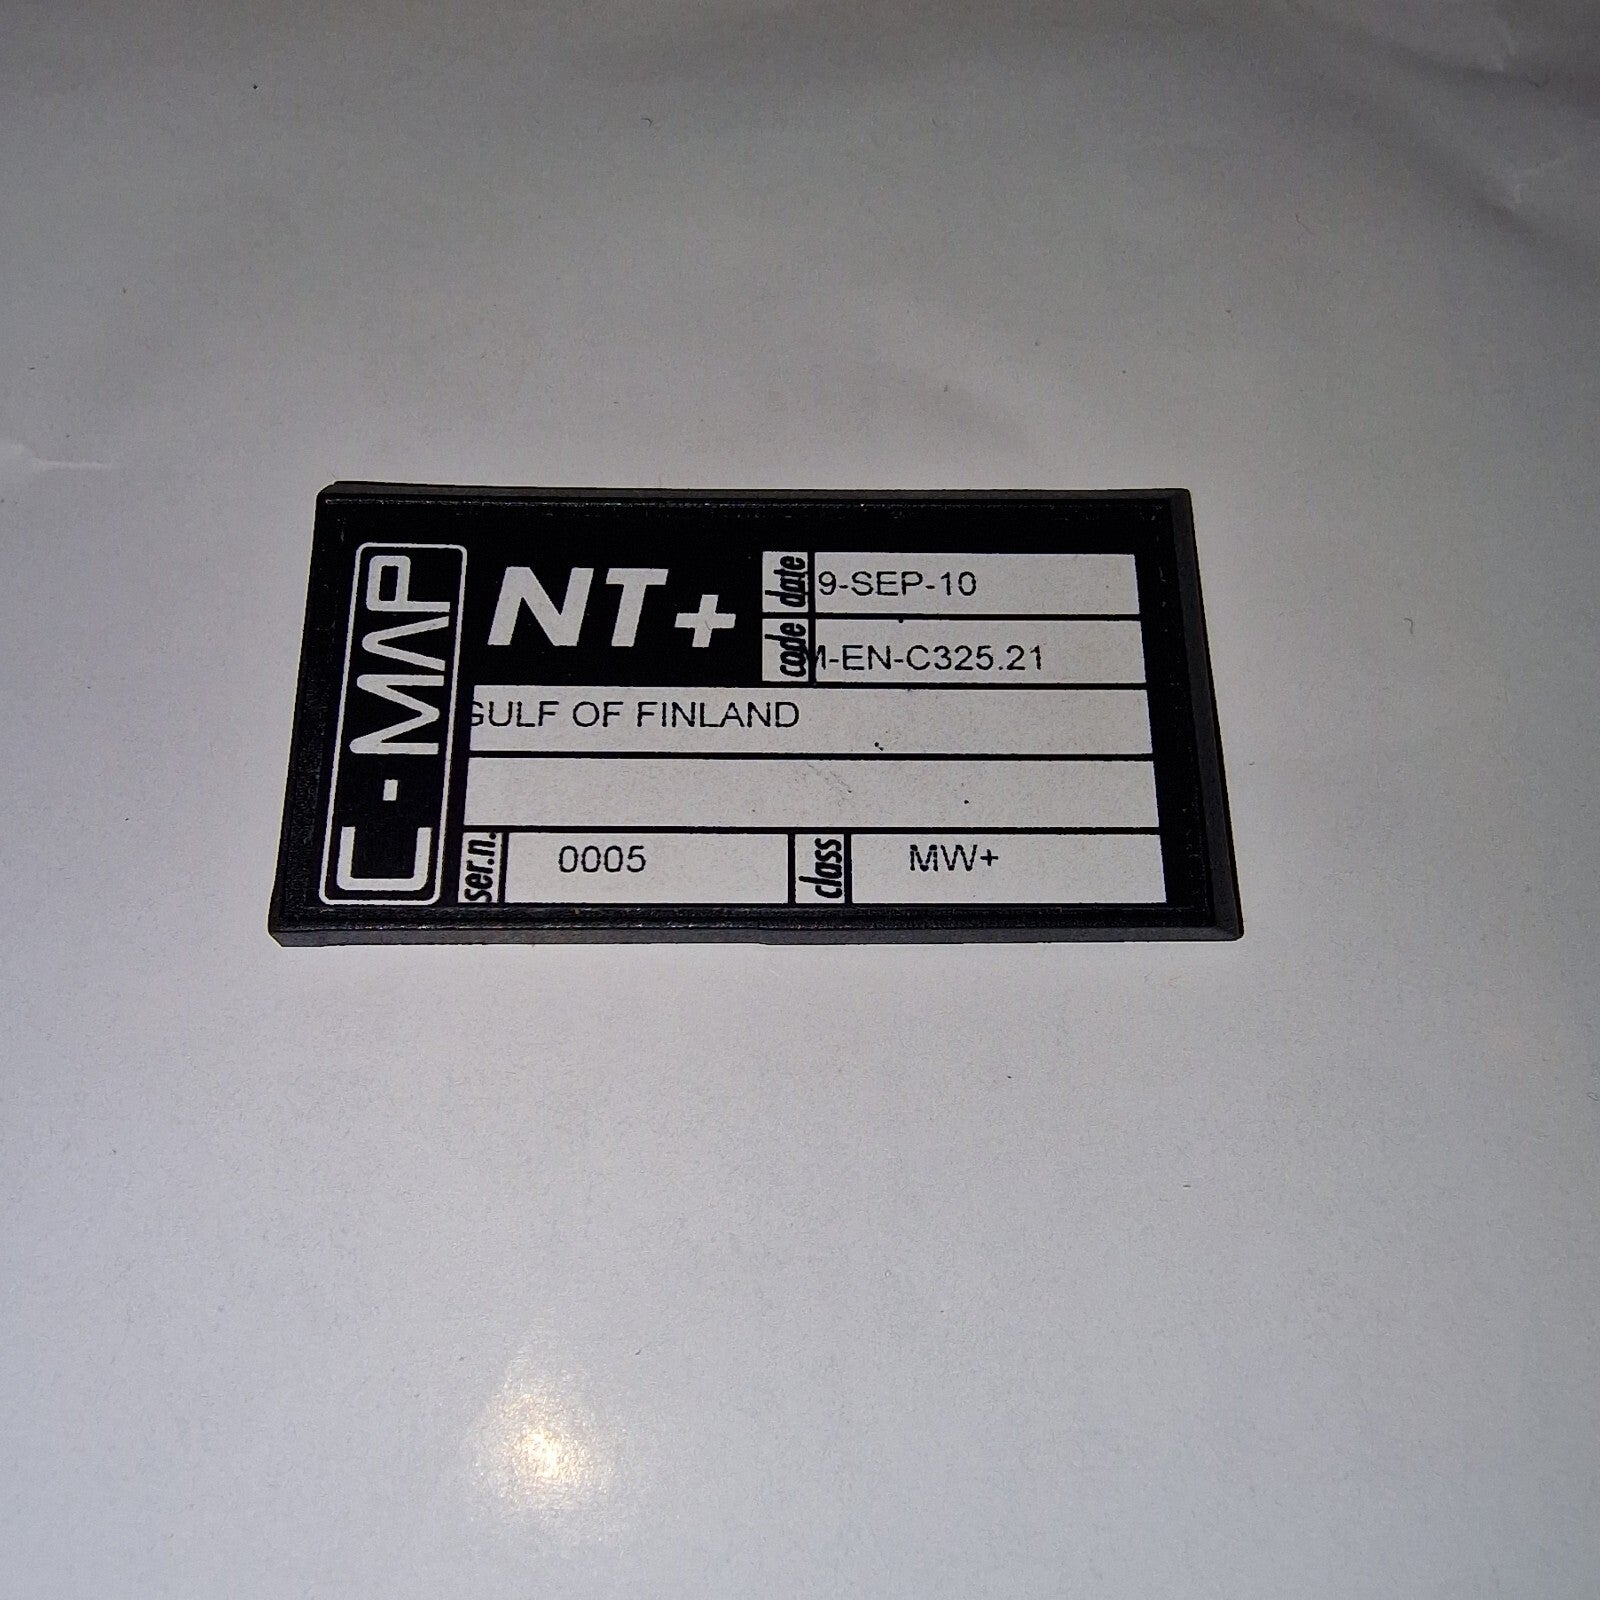 C-MAP
NT+
date 9-SEP-10
code M-EN-C325.21
GULF OF FINLAND
ser.n. 0005 class MW+